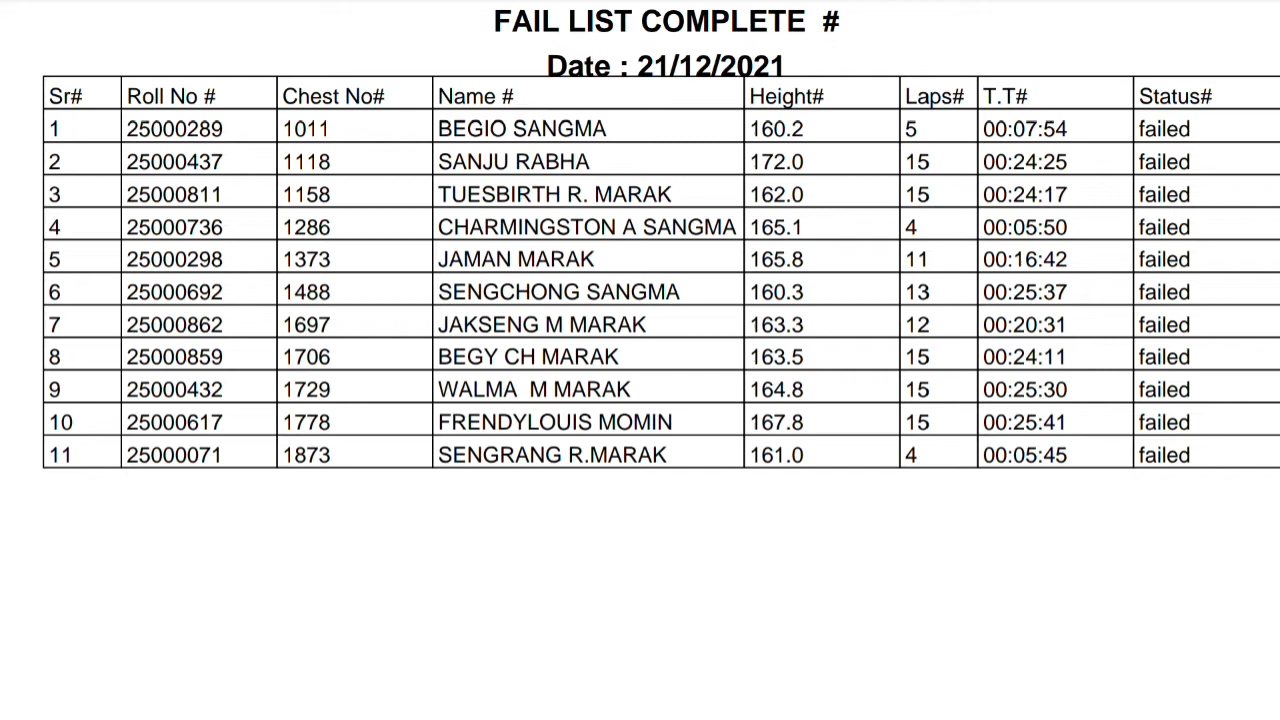 FAIL LIST COMPLETE #
Date : 21/12/2021
Sr# Roll No # Chest No# Name # Height# Laps# T.T# Status#
1 25000289 1011 BEGIO SANGMA 160.2 5 00:07:54 failed
2 25000437 1118 SANJU RABHA 172.0 15 00:24:25 failed
3 25000811 1158 TUESBIRTH R. MARAK 162.0 15 00:24:17 failed
4 25000736 1286 CHARMINGSTON A SANGMA 165.1 4 00:05:50 failed
5 25000298 1373 JAMAN MARAK 165.8 11 00:16:42 failed
6 25000692 1488 SENGCHONG SANGMA 160.3 13 00:25:37 failed
7 25000862 1697 JAKSENG M MARAK 163.3 12 00:20:31 failed
8 25000859 1706 BEGY CH MARAK 163.5 15 00:24:11 failed
9 25000432 1729 WALMA  M MARAK 164.8 15 00:25:30 failed
10 25000617 1778 FRENDYLOUIS MOMIN 167.8 15 00:25:41 failed
11 25000071 1873 SENGRANG R.MARAK 161.0 4 00:05:45 failed